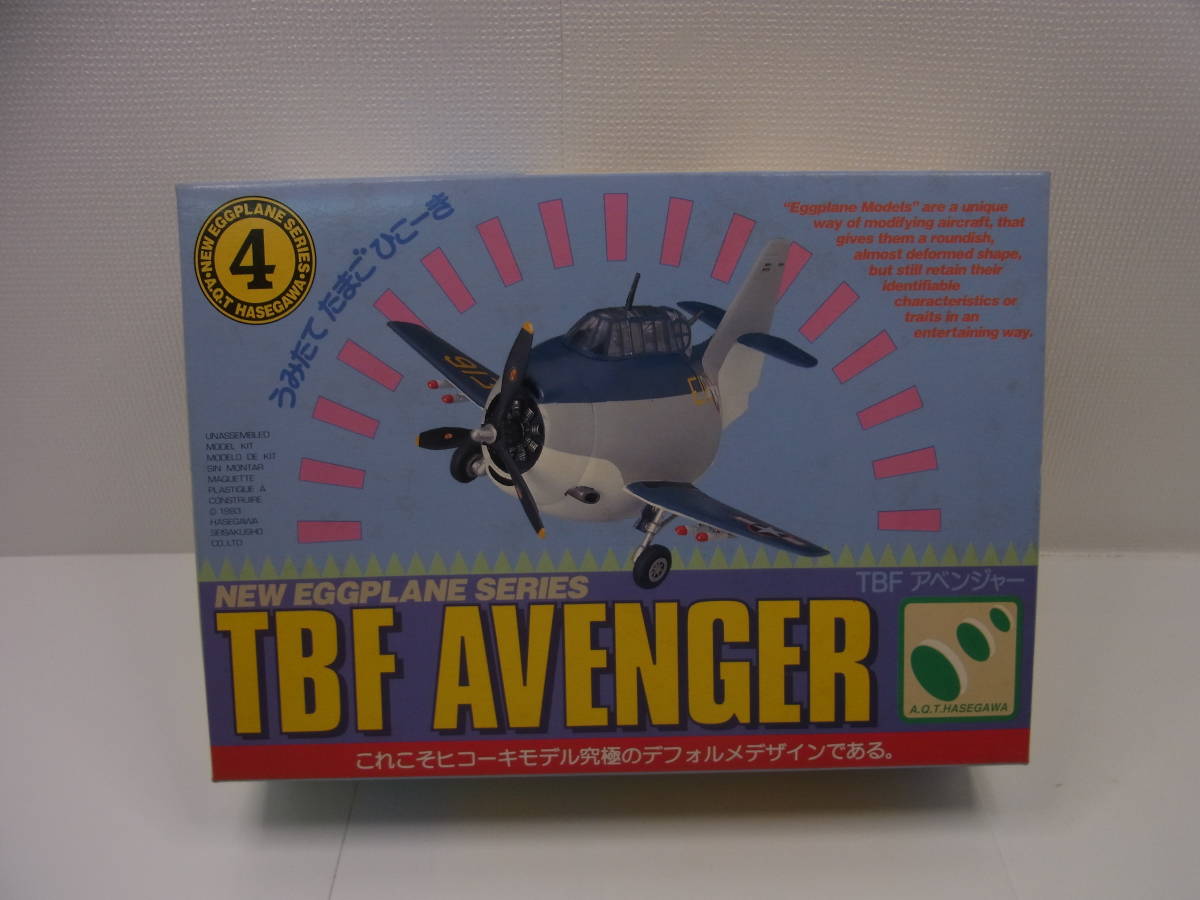 NEW EGGPLANE SERIES
4
A.Q.T HASEGAWA
うみたて たまご ひこーき
"Eggplane Models" are a unique
way of modifying aircraft, that
gives them a roundish,
almost deformed shape,
but still retain their
identifiable
characteristics or
traits in an
entertaining way.
UNASSEMBLED
MODEL KIT
MODELO DE KIT
SIN MONTAR
MAQUETTE
PLASTIQUE À
CONSTRUIRE
© 1993
HASEGAWA
SEISAKUSHO
CO.,LTD
NEW EGGPLANE SERIES
TBF アベンジャー
TBF AVENGER
A.Q.T.HASEGAWA
これこそヒコーキモデル究極のデフォルメデザインである。